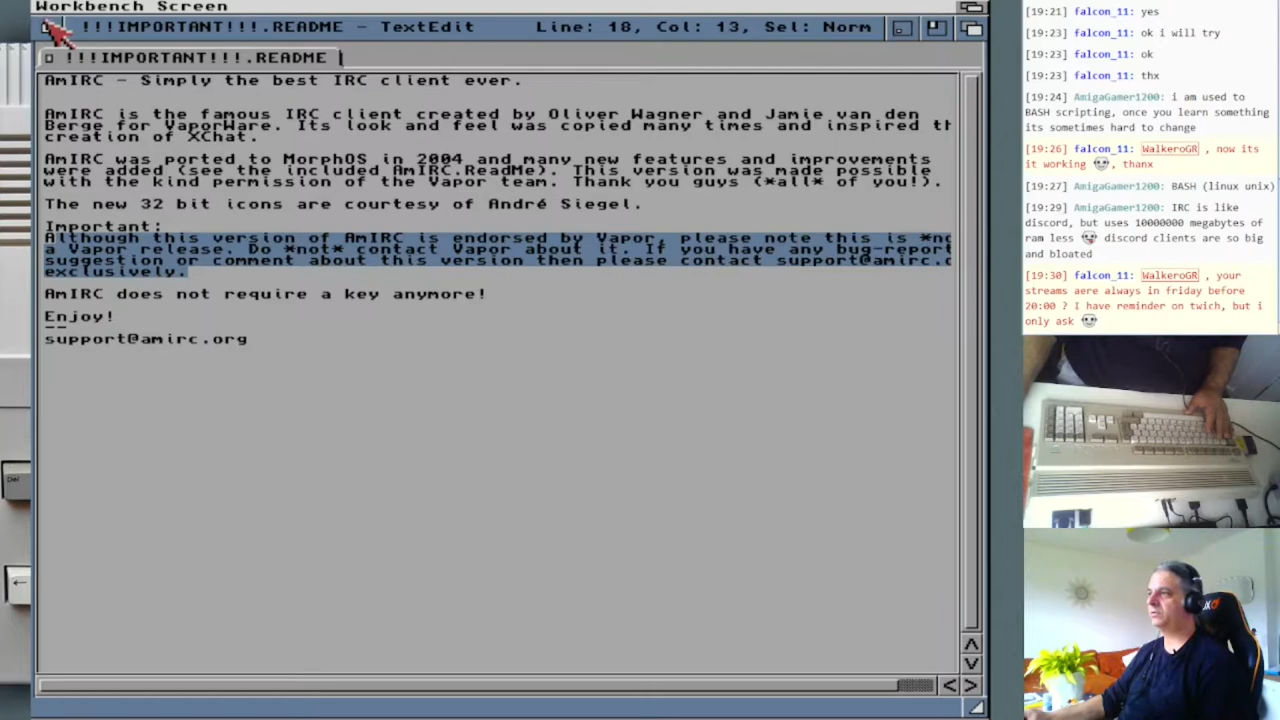 Workbench Screen
!!!IMPORTANT!!!.README - TextEdit Line: 18, Col: 13, Sel: Norm
!!!IMPORTANT!!!.README
AmIRC - Simply the best IRC client ever.
AmIRC is the famous IRC client created by Oliver Wagner and Jamie van den
Berge for VaporWare. Its look and feel was copied many times and inspired th
creation of XChat.
AmIRC was ported to MorphOS in 2004 and many new features and improvements
were added (see the included AmIRC.ReadMe). This version was made possible
with the kind permission of the Vapor team. Thank you guys (*all* of you!).
The new 32 bit icons are courtesy of André Siegel.
Important:
Although this version of AmIRC is endorsed by Vapor please note this is *no
a Vapor release. Do *not* contact Vapor about it. If you have any bug-report
suggestion or comment about this version then please contact support@amirc.o
exclusively.
AmIRC does not require a key anymore!
Enjoy!
--
support@amirc.org
[19:21] falcon_11: yes
[19:23] falcon_11: ok i will try
[19:23] falcon_11: ok
[19:23] falcon_11: thx
[19:24] AmigaGamer1200: i am used to
BASH scripting, once you learn something
its sometimes hard to change
[19:26] falcon_11: WalkeroGR , now its
it working , thanx
[19:27] AmigaGamer1200: BASH (linux unix)
[19:29] AmigaGamer1200: IRC is like
discord, but uses 10000000 megabytes of
ram less discord clients are so big
and bloated
[19:30] falcon_11: WalkeroGR , your
streams aere always in friday before
20:00 ? I have reminder on twich, but i
only ask
Del